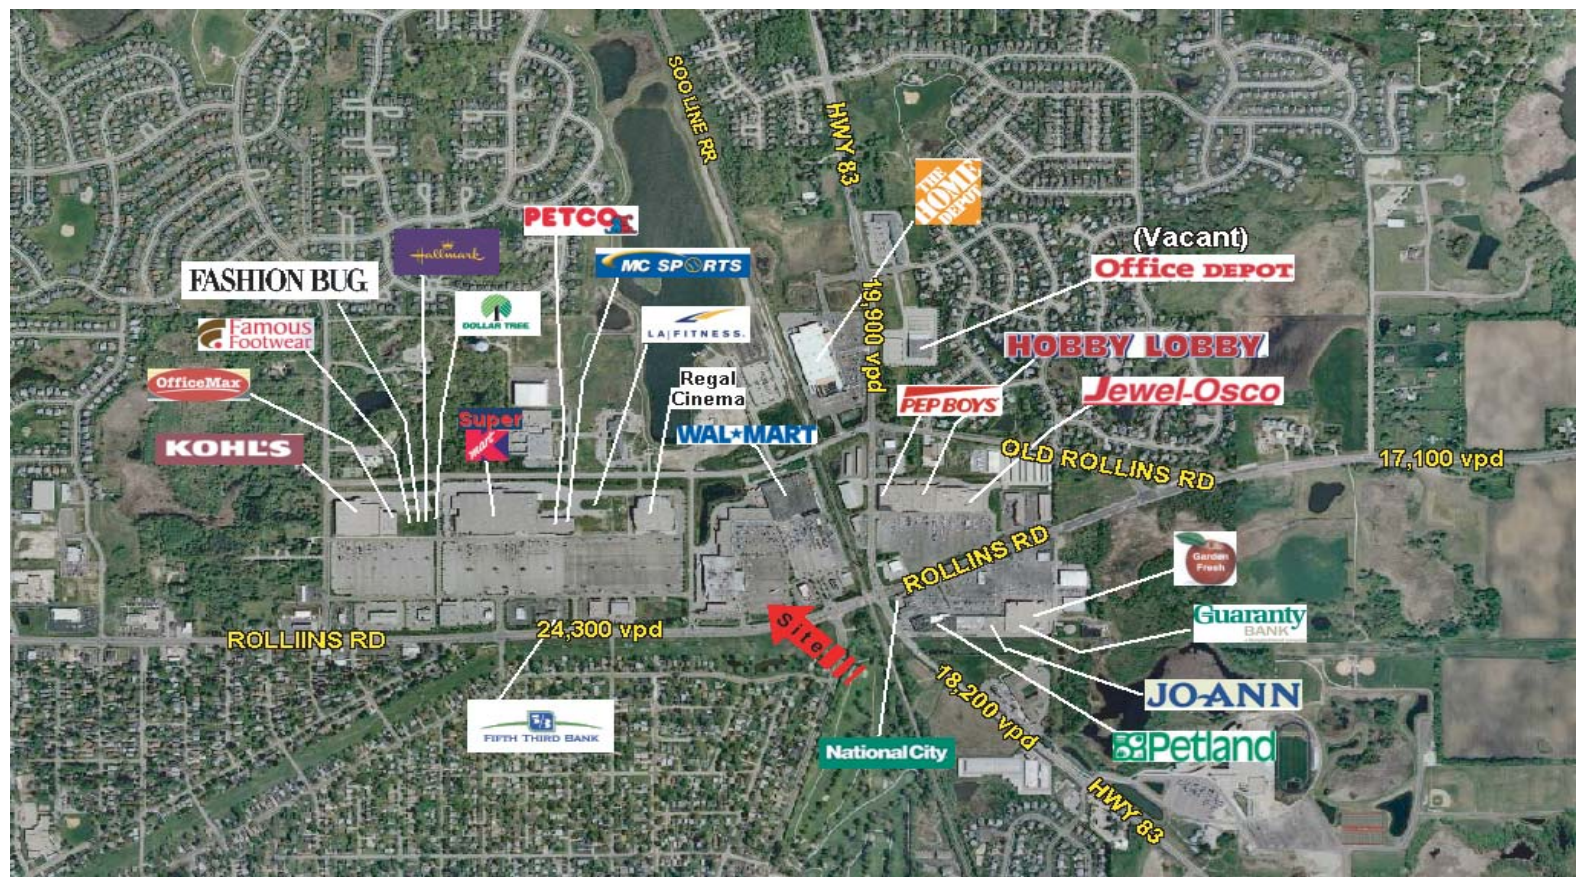 SOO LINE RR
HWY 83
THE
HOME
DEPOT
PETCO
(Vacant)
Hallmark
Office DEPOT
MC SPORTS
FASHION BUG
DOLLAR TREE
19,900 vpd
LA|FITNESS.
Famous
Footwear
HOBBY LOBBY
OfficeMax
Regal
Cinema
PEP BOYS
Jewel-Osco
Super
Kmart
WAL★MART
KOHL'S
OLD ROLLINS RD
17,100 vpd
ROLLINS RD
Garden
Fresh
Guaranty
BANK
ROLLIINS RD
24,300 vpd
Site
18,200 vpd
JO-ANN
5/3
FIFTH THIRD BANK
National City
Petland
HWY 83